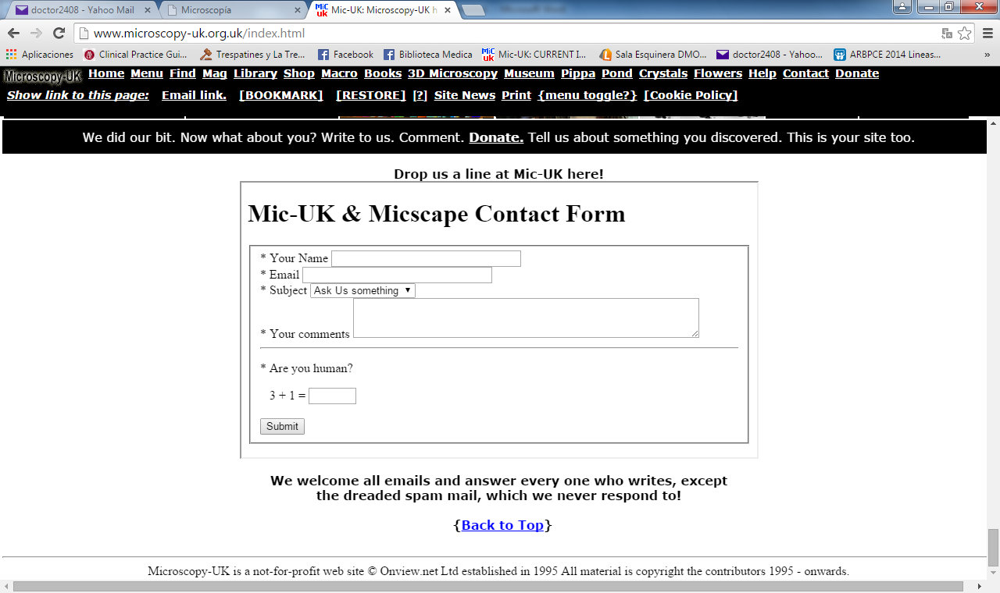 doctor2408 - Yahoo Mail
Microscopía
Mic-UK: Microscopy-UK h
www.microscopy-uk.org.uk/index.html
Aplicaciones
Clinical Practice Gui...
Trespatines y La Tre...
Facebook
Biblioteca Medica
Mic-UK: CURRENT I...
Sala Esquinera DMO...
doctor2408 - Yahoo...
ARBPCE 2014 Lineas...
»
Microscopy-UK Home Menu Find Mag Library Shop Macro Books 3D Microscopy Museum Pippa Pond Crystals Flowers Help Contact Donate
Show link to this page: Email link. [BOOKMARK] [RESTORE] [?] Site News Print {menu toggle?} [Cookie Policy]
We did our bit. Now what about you? Write to us. Comment. Donate. Tell us about something you discovered. This is your site too.
Drop us a line at Mic-UK here!
Mic-UK & Micscape Contact Form
* Your Name
* Email
* Subject Ask Us something
* Your comments
* Are you human?
3 + 1 =
Submit
We welcome all emails and answer every one who writes, except
the dreaded spam mail, which we never respond to!
{Back to Top}
Microscopy-UK is a not-for-profit web site © Onview.net Ltd established in 1995 All material is copyright the contributors 1995 - onwards.